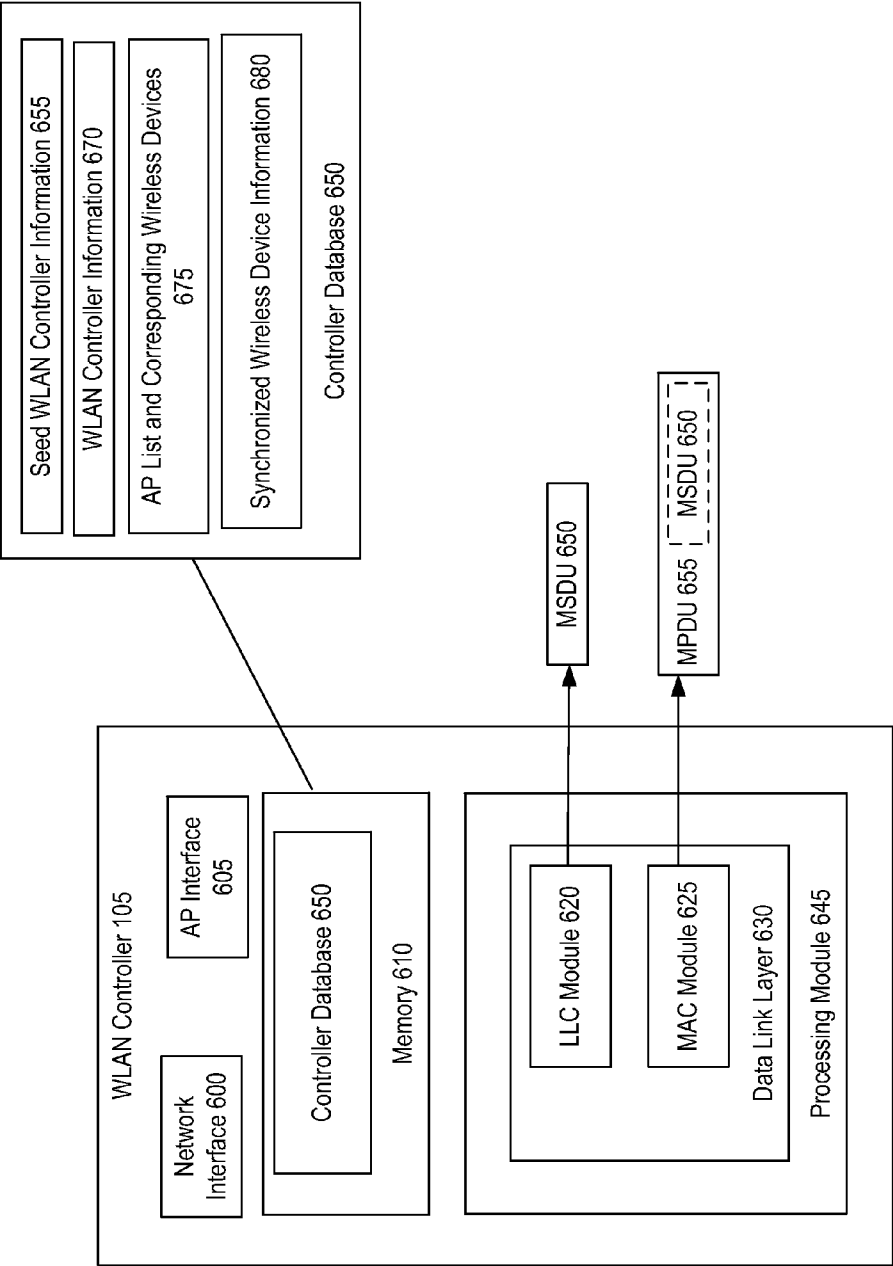 WLAN Controller 105
Network
Interface 600
AP Interface
605
Controller Database 650
Memory 610
LLC Module 620
MAC Module 625
Data Link Layer 630
Processing Module 645
Seed WLAN Controller Information 655
WLAN Controller Information 670
AP List and Corresponding Wireless Devices
675
Synchronized Wireless Device Information 680
Controller Database 650
MSDU 650
MPDU 655
MSDU 650